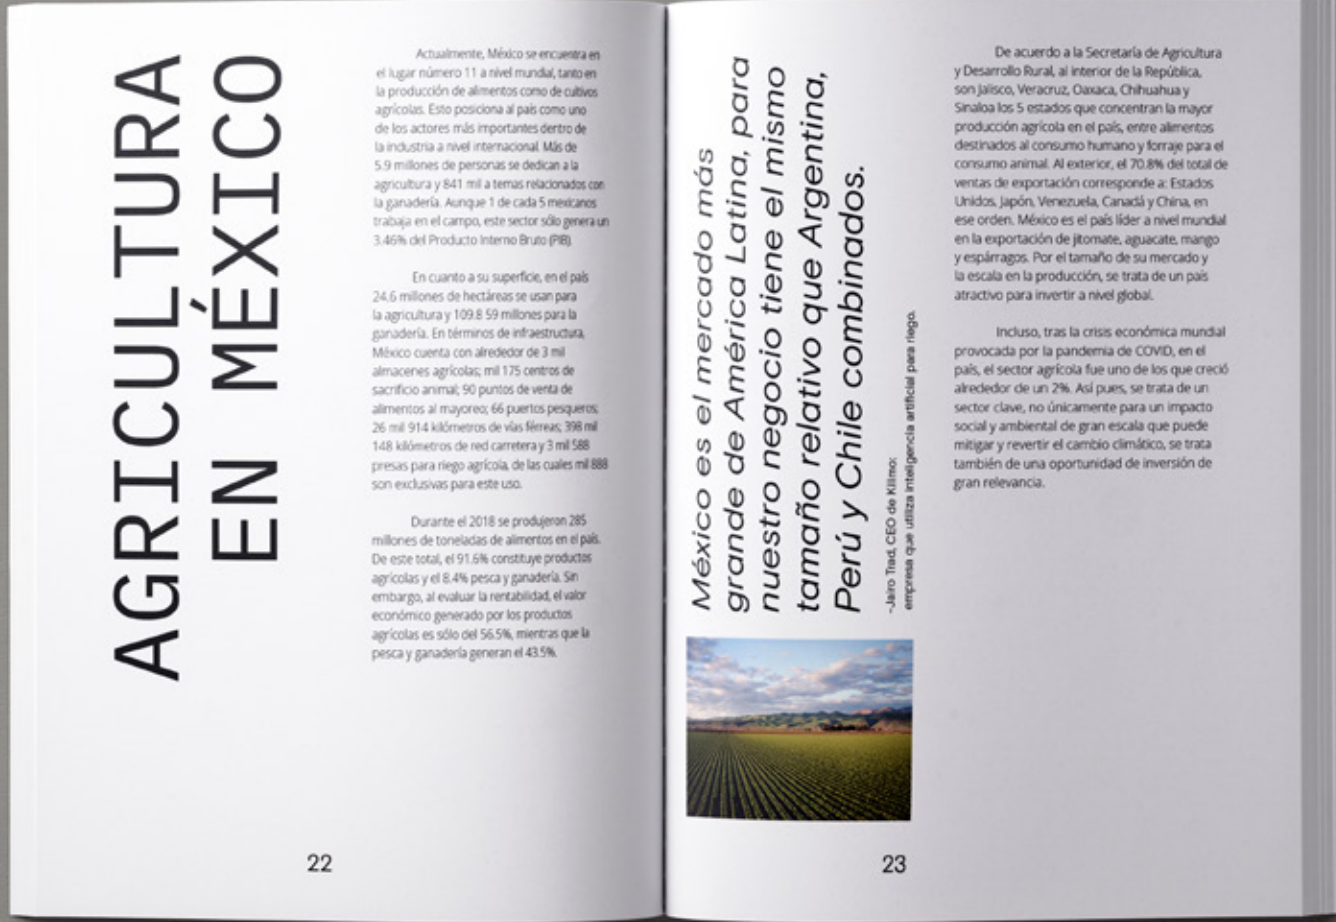 AGRICULTURA
EN MÉXICO
Actualmente, México se encuentra en
el lugar número 11 a nivel mundial, tanto en
la producción de alimentos como de cultivos
agrícolas. Esto posiciona al país como uno
de los actores más importantes dentro de
la industria a nivel internacional. Más de
5.9 millones de personas se dedican a la
agricultura y 841 mil a temas relacionados con
la ganadería. Aunque 1 de cada 5 mexicanos
trabaja en el campo, este sector sólo genera un
3.46% del Producto Interno Bruto (PIB).
En cuanto a su superficie, en el país
24.6 millones de hectáreas se usan para
la agricultura y 109.8 59 millones para la
ganadería. En términos de infraestructura,
México cuenta con alrededor de 3 mil
almacenes agrícolas; mil 175 centros de
sacrificio animal; 90 puntos de venta de
alimentos al mayoreo; 66 puertos pesqueros;
26 mil 914 kilómetros de vías férreas; 398 mil
148 kilómetros de red carretera y 3 mil 588
presas para riego agrícola, de las cuales mil 888
son exclusivas para este uso.
Durante el 2018 se produjeron 285
millones de toneladas de alimentos en el país.
De este total, el 91.6% constituye productos
agrícolas y el 8.4% pesca y ganadería. Sin
embargo, al evaluar la rentabilidad, el valor
económico generado por los productos
agrícolas es sólo del 56.5%, mientras que la
pesca y ganadería generan el 43.5%.
22
México es el mercado más
grande de América Latina, para
nuestro negocio tiene el mismo
tamaño relativo que Argentina,
Perú y Chile combinados.
-Jairo Trad, CEO de Kilimo:
empresa que utiliza inteligencia artificial para riego.
De acuerdo a la Secretaría de Agricultura
y Desarrollo Rural, al interior de la República,
son Jalisco, Veracruz, Oaxaca, Chihuahua y
Sinaloa los 5 estados que concentran la mayor
producción agrícola en el país, entre alimentos
destinados al consumo humano y forraje para el
consumo animal. Al exterior, el 70.8% del total de
ventas de exportación corresponde a: Estados
Unidos, Japón, Venezuela, Canadá y China, en
ese orden. México es el país líder a nivel mundial
en la exportación de jitomate, aguacate, mango
y espárragos. Por el tamaño de su mercado y
la escala en la producción, se trata de un país
atractivo para invertir a nivel global.
Incluso, tras la crisis económica mundial
provocada por la pandemia de COVID, en el
país, el sector agrícola fue uno de los que creció
alrededor de un 2%. Así pues, se trata de un
sector clave, no únicamente para un impacto
social y ambiental de gran escala que puede
mitigar y revertir el cambio climático, se trata
también de una oportunidad de inversión de
gran relevancia.
23